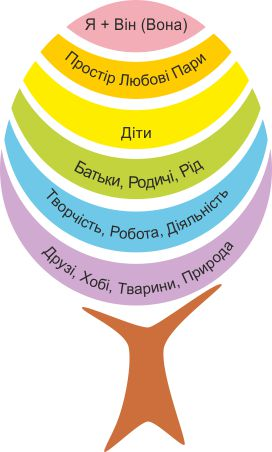 Я + Він (Вона)
Простір Любові Пари
Діти
Батьки, Родичі, Рід
Творчість, Робота, Діяльність
Друзі, Хобі, Тварини, Природа